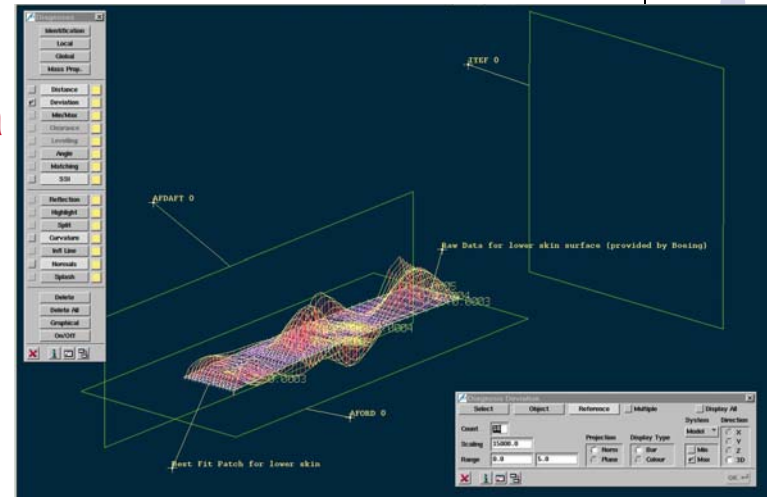 Diagnoses
Identification
Local
Global
Mass Prop.
Distance
Deviation
Min/Max
Clearance
Levelling
Angle
Matching
SSI
Reflection
Highlight
Split
Curvature
Infl Line
Normals
Splash
Delete
Delete All
Graphical
On/Off
ITEF 0
AFDAFT 0
Raw Data for lower skin surface (provided by Boeing)
AFORD 0
Best Fit Patch for lower skin
Diagnosis Deviation
Select Object Reference Multiple Display All
System Direction
Count Projection Display Type Model X
Scaling 15000.0 Norm Bar Min Y
Range 0.0 5.0 Plane Colour Max Z
3D
OK